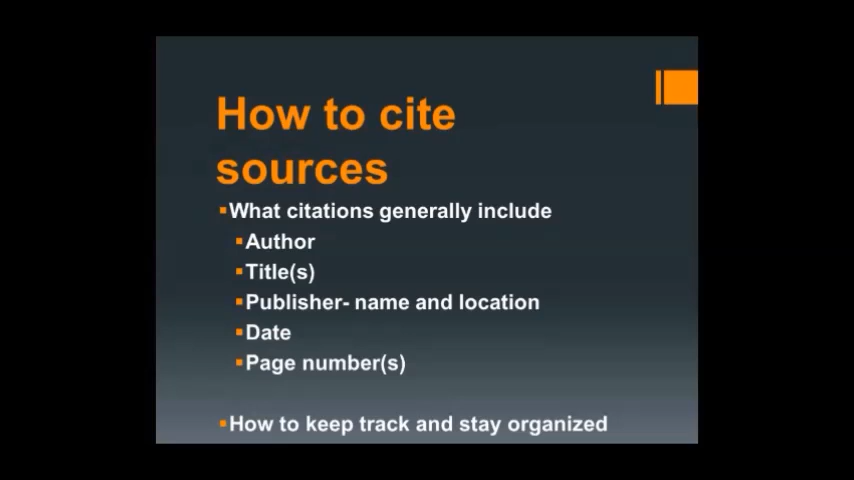 How to cite
sources
▪What citations generally include
▪Author
▪Title(s)
▪Publisher- name and location
▪Date
▪Page number(s)
▪How to keep track and stay organized